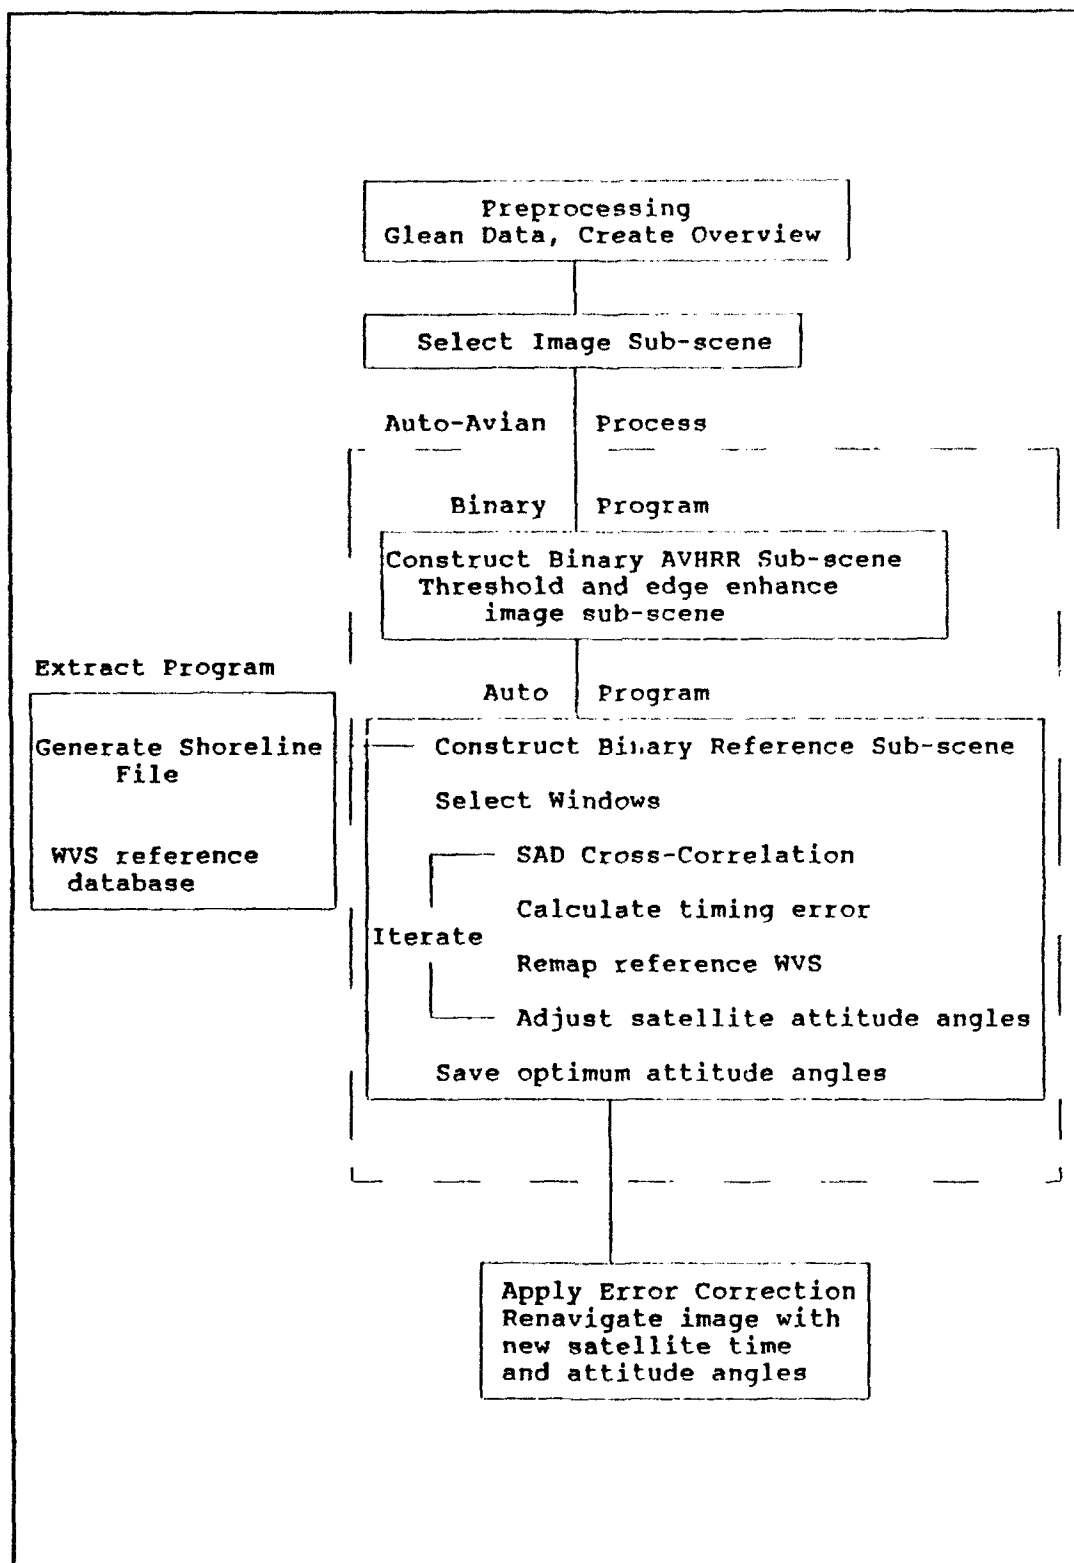 Preprocessing
Glean Data, Create Overview
Select Image Sub-scene
Auto-Avian Process
Binary Program
Construct Binary AVHRR Sub-scene
Threshold and edge enhance
image sub-scene
Extract Program
Auto Program
Generate Shoreline
File
WVS reference
database
Construct Binary Reference Sub-scene
Select Windows
SAD Cross-Correlation
Calculate timing error
Iterate
Remap reference WVS
Adjust satellite attitude angles
Save optimum attitude angles
Apply Error Correction
Renavigate image with
new satellite time
and attitude angles